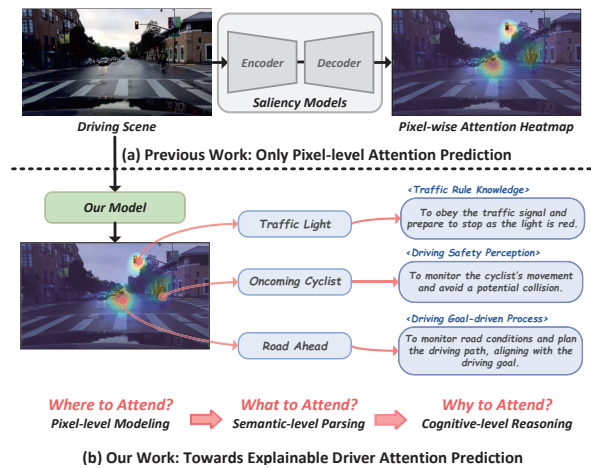 Encoder
Decoder
Saliency Models
Driving Scene
Pixel-wise Attention Heatmap
(a) Previous Work: Only Pixel-level Attention Prediction
Our Model
Traffic Light
Oncoming Cyclist
Road Ahead
<Traffic Rule Knowledge>
To obey the traffic signal and
prepare to stop as the light is red.
<Driving Safety Perception>
To monitor the cyclist's movement
and avoid a potential collision.
<Driving Goal-driven Process>
To monitor road conditions and plan
the driving path, aligning with the
driving goal.
Where to Attend?
Pixel-level Modeling
What to Attend?
Semantic-level Parsing
Why to Attend?
Cognitive-level Reasoning
(b) Our Work: Towards Explainable Driver Attention Prediction